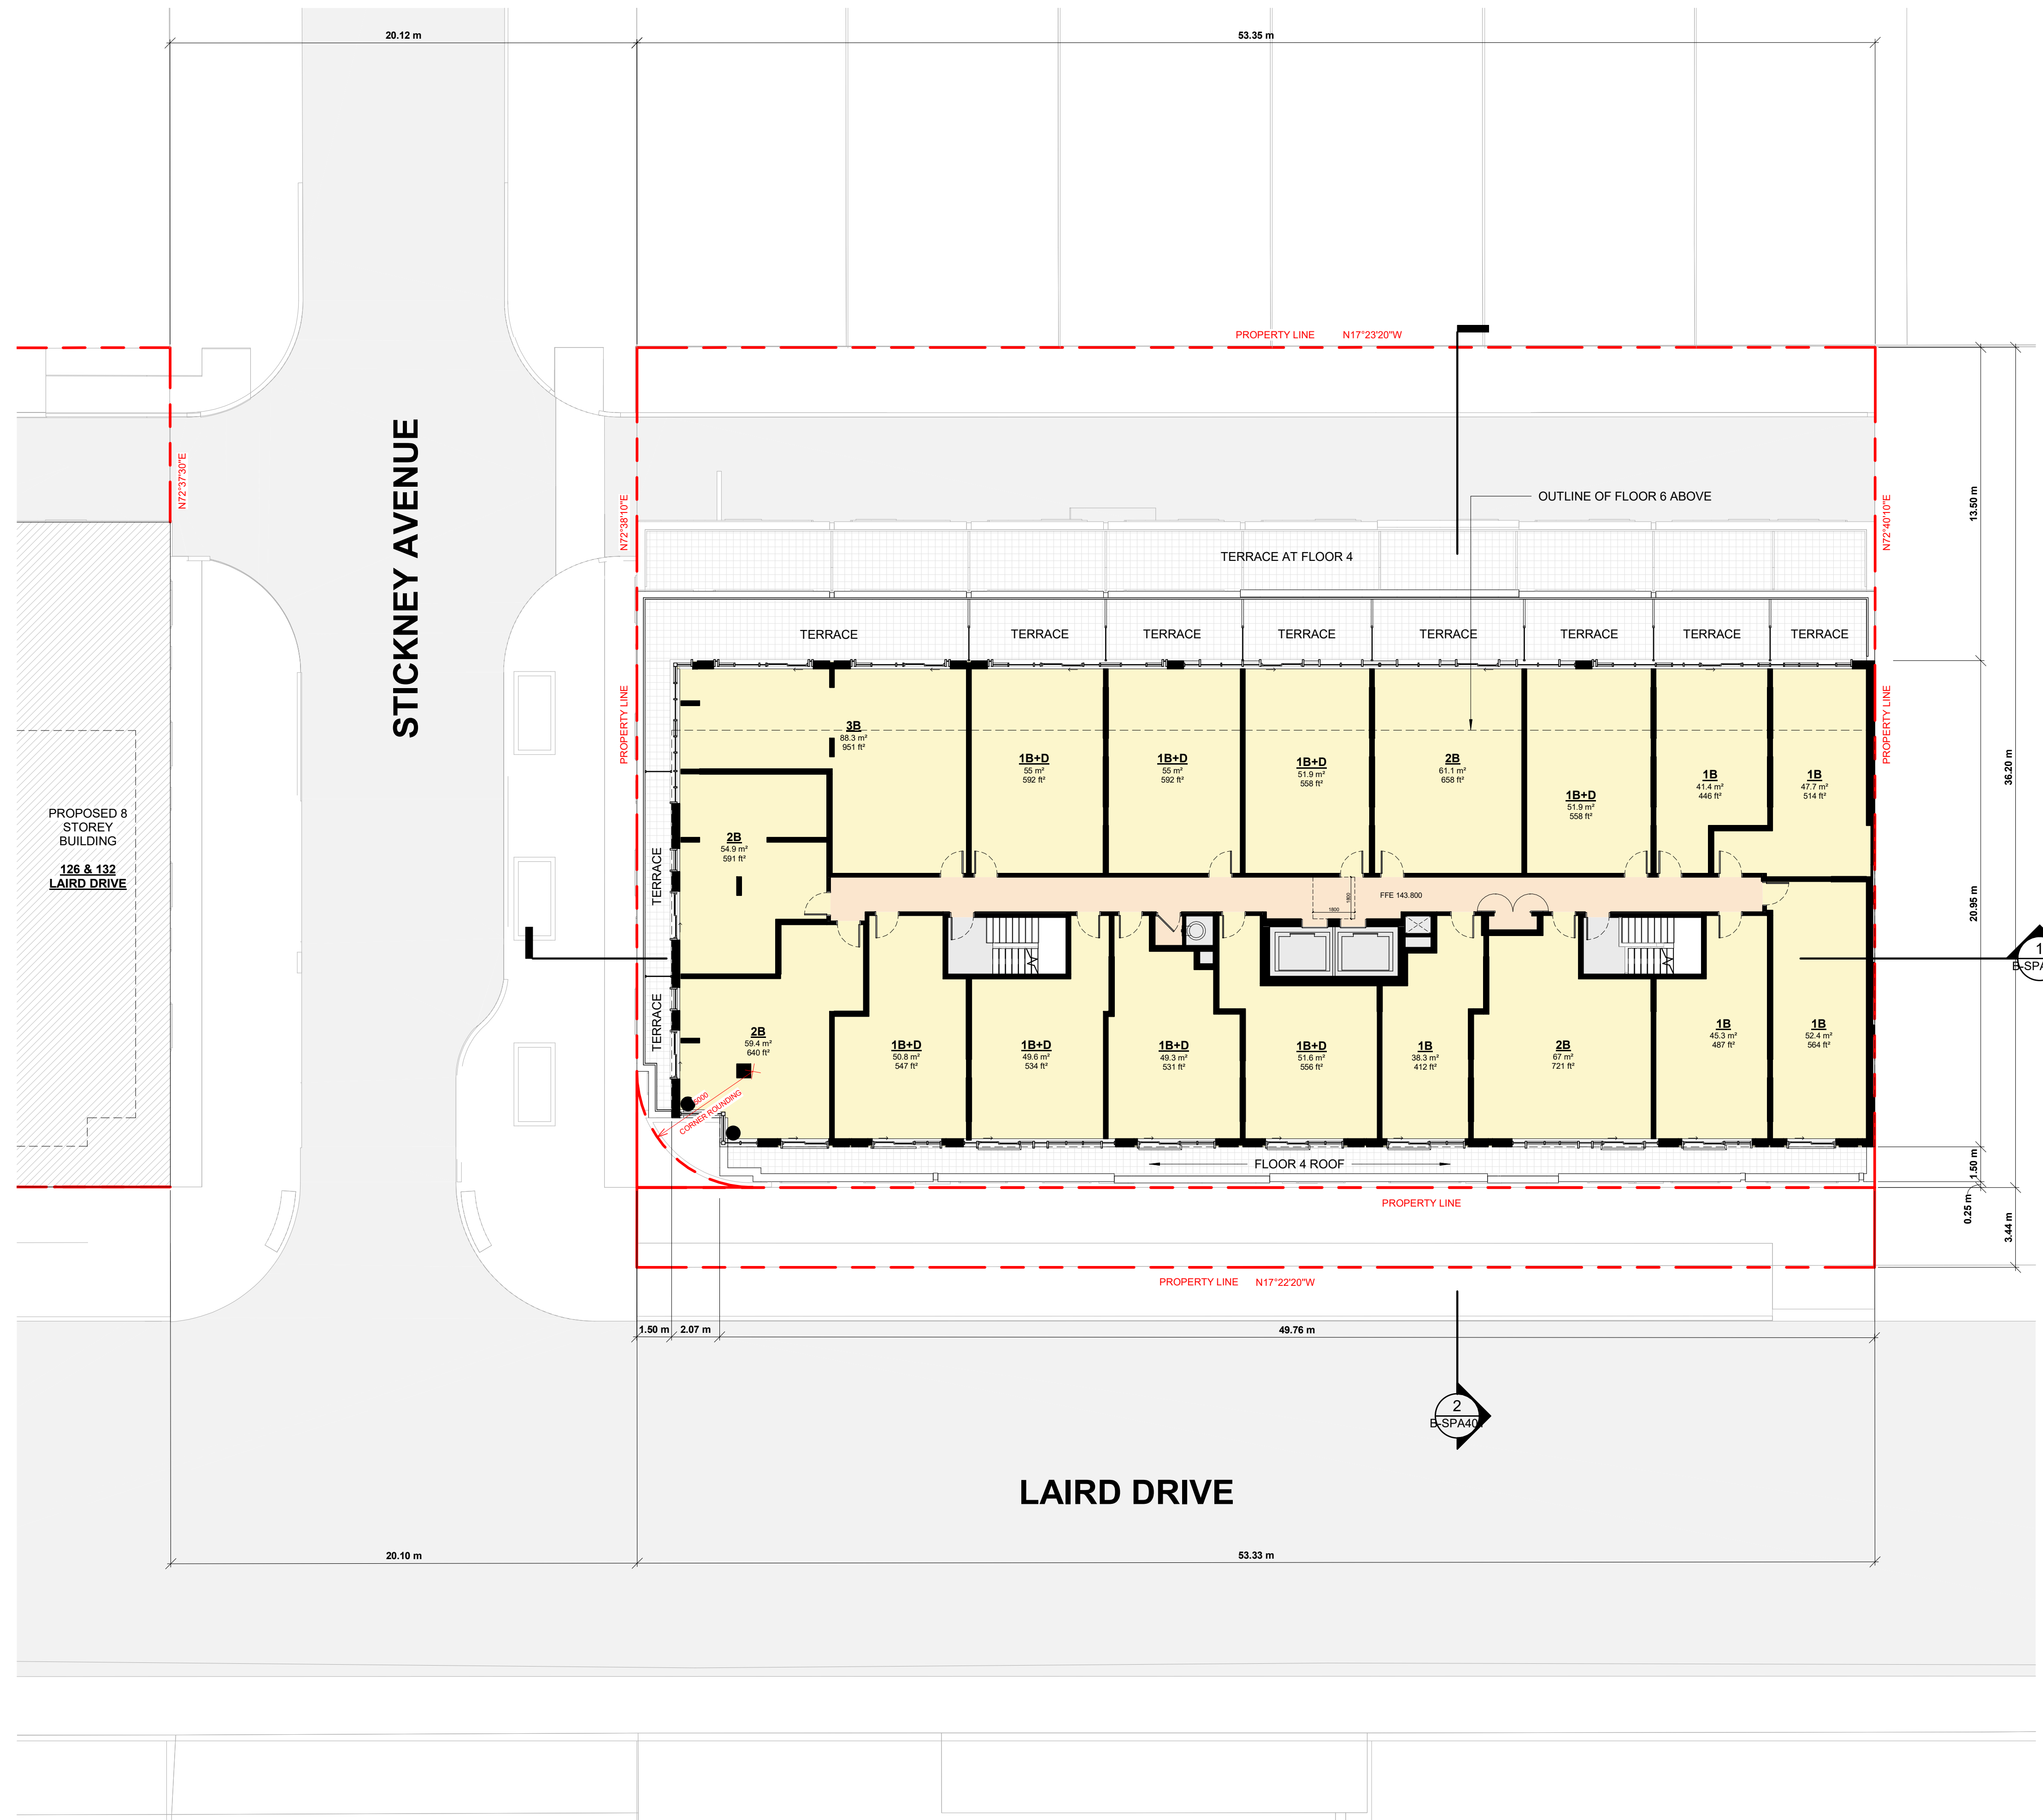 20.12 m
53.35 m
PROPERTY LINE N17°23'20"W
STICKNEY AVENUE
N72°37'30"E
N72°38'10"E
N72°40'10"E
13.50 m
36.20 m
OUTLINE OF FLOOR 6 ABOVE
TERRACE AT FLOOR 4
TERRACE
TERRACE
TERRACE
TERRACE
TERRACE
TERRACE
TERRACE
TERRACE
PROPERTY LINE
PROPERTY LINE
3B
88.3 m²
951 ft²
1B+D
55 m²
592 ft²
1B+D
55 m²
592 ft²
1B+D
51.9 m²
558 ft²
2B
61.1 m²
658 ft²
1B+D
51.9 m²
558 ft²
1B
41.4 m²
446 ft²
1B
47.7 m²
514 ft²
PROPOSED 8
STOREY
BUILDING
126 & 132
LAIRD DRIVE
2B
54.9 m²
591 ft²
TERRACE
TERRACE
FFE 143.800
1800
1800
20.95 m
1
B-SPA
2B
59.4 m²
640 ft²
1B+D
50.8 m²
547 ft²
1B+D
49.6 m²
534 ft²
1B+D
49.3 m²
531 ft²
1B+D
51.6 m²
556 ft²
1B
38.3 m²
412 ft²
2B
67 m²
721 ft²
1B
45.3 m²
487 ft²
1B
52.4 m²
564 ft²
CORNER ROUNDING
FLOOR 4 ROOF
1.50 m
0.25 m
3.44 m
PROPERTY LINE
PROPERTY LINE N17°22'20"W
1.50 m
2.07 m
49.76 m
2
B-SPA40
LAIRD DRIVE
20.10 m
53.33 m